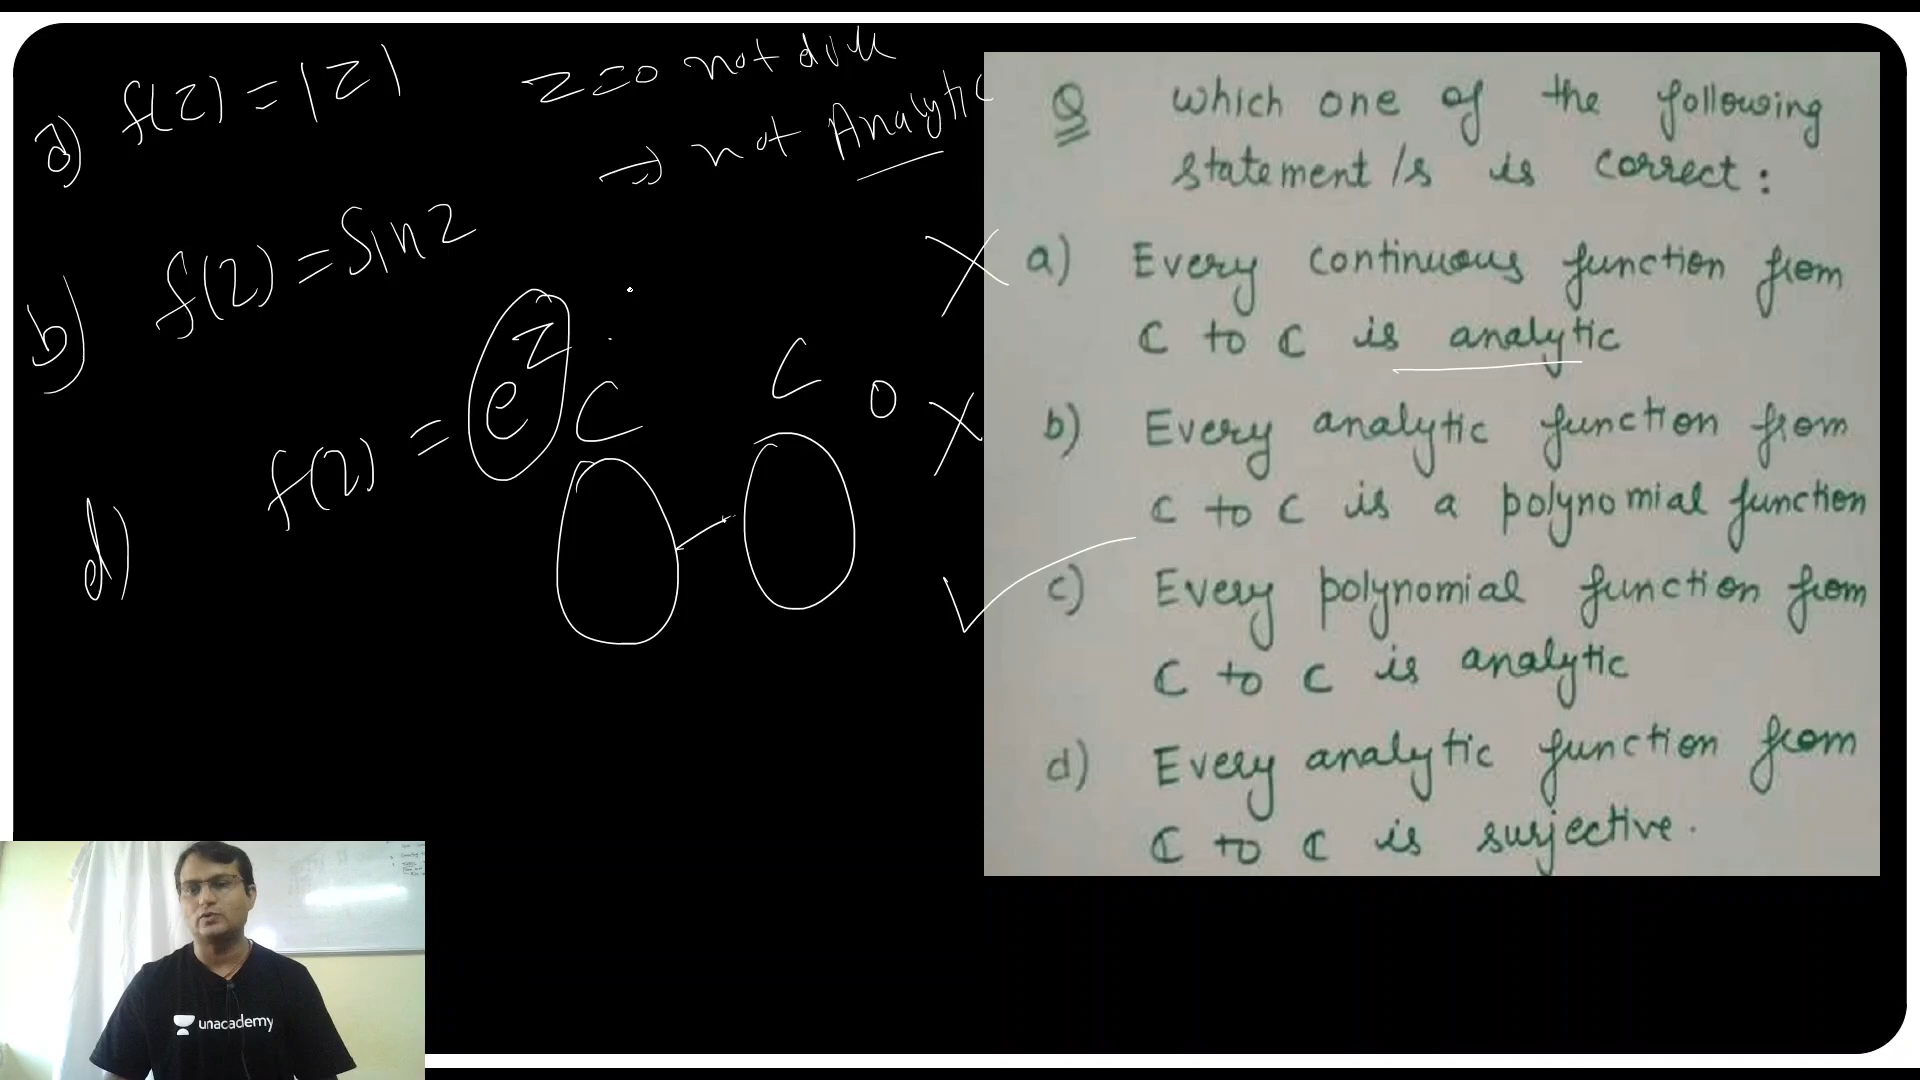 a) f(z) = |z|
z=0 not
⇒ not Analytic
b) f(z) = Sin z
d) f(z) = e^z
C C
0
Q which one of the following
statement/s is correct:
a) Every continuous function from
C to C is analytic
b) Every analytic function from
C to C is a polynomial function
c) Every polynomial function from
C to C is analytic
d) Every analytic function from
C to C is surjective.
unacademy